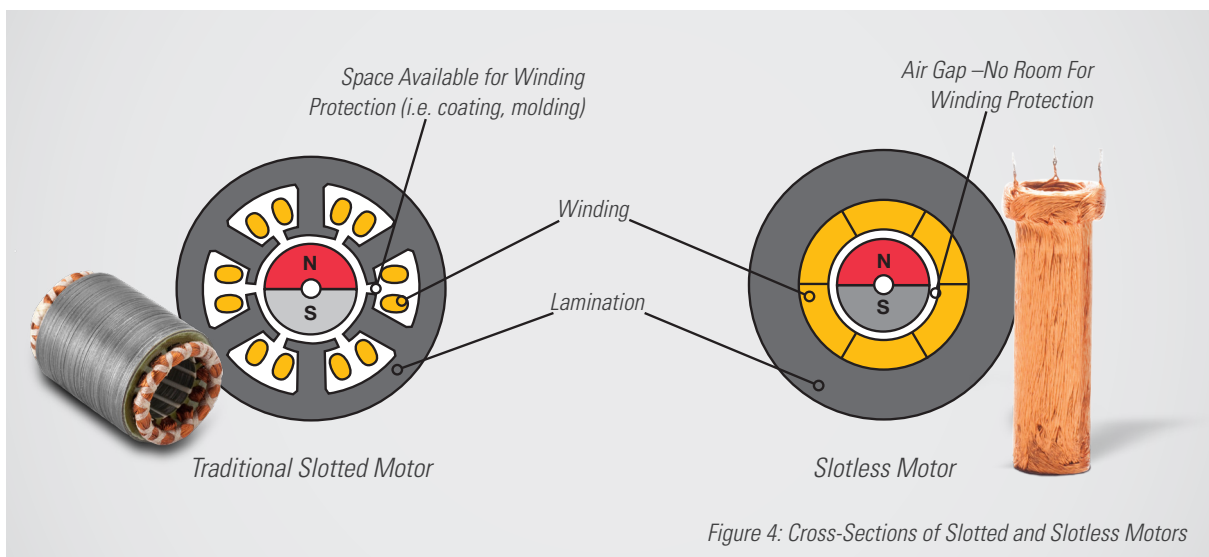 Space Available for Winding
Protection (i.e. coating, molding)
Air Gap –No Room For
Winding Protection
Winding
Lamination
N
S
N
S
Traditional Slotted Motor
Slotless Motor
Figure 4: Cross-Sections of Slotted and Slotless Motors